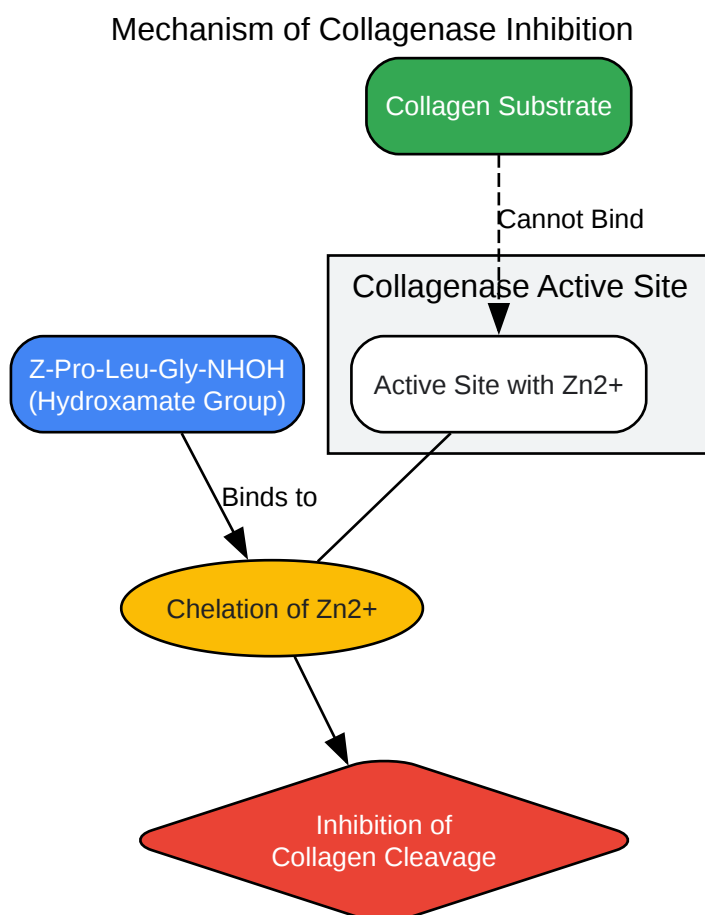 Mechanism of Collagenase Inhibition
Collagen Substrate
Cannot Bind
Collagenase Active Site
Z-Pro-Leu-Gly-NHOH
(Hydroxamate Group)
Active Site with Zn2+
Binds to
Chelation of Zn2+
Inhibition of
Collagen Cleavage